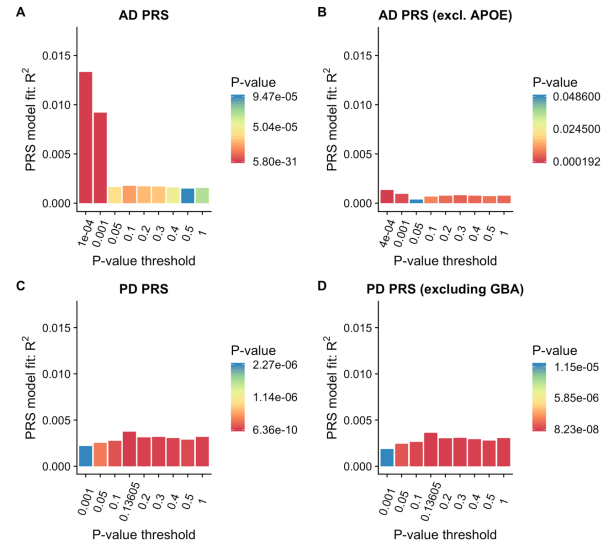 A
AD PRS
PRS model fit: R²
0.015
0.010
0.005
0.000
1e-04
0.001
0.05
0.1
0.2
0.3
0.4
0.5
1
P-value threshold
P-value
9.47e-05
5.04e-05
5.80e-31
B
AD PRS (excl. APOE)
PRS model fit: R²
0.015
0.010
0.005
0.000
4e-04
0.001
0.05
0.1
0.2
0.3
0.4
0.5
1
P-value threshold
P-value
0.048600
0.024500
0.000192
C
PD PRS
PRS model fit: R²
0.015
0.010
0.005
0.000
0.001
0.05
0.1
0.13605
0.2
0.3
0.4
0.5
1
P-value threshold
P-value
2.27e-06
1.14e-06
6.36e-10
D
PD PRS (excluding GBA)
PRS model fit: R²
0.015
0.010
0.005
0.000
0.001
0.05
0.1
0.13605
0.2
0.3
0.4
0.5
1
P-value threshold
P-value
1.15e-05
5.85e-06
8.23e-08